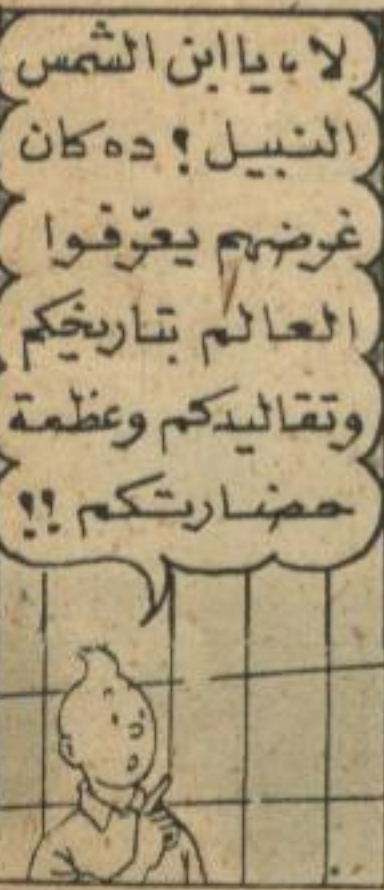 لا، يا ابن الشمس
النبيل ! ده كان
غرضهم يعرّفوا
العالم بتاريخكم
وتقاليدكم وعظمة
حضارتكم !!